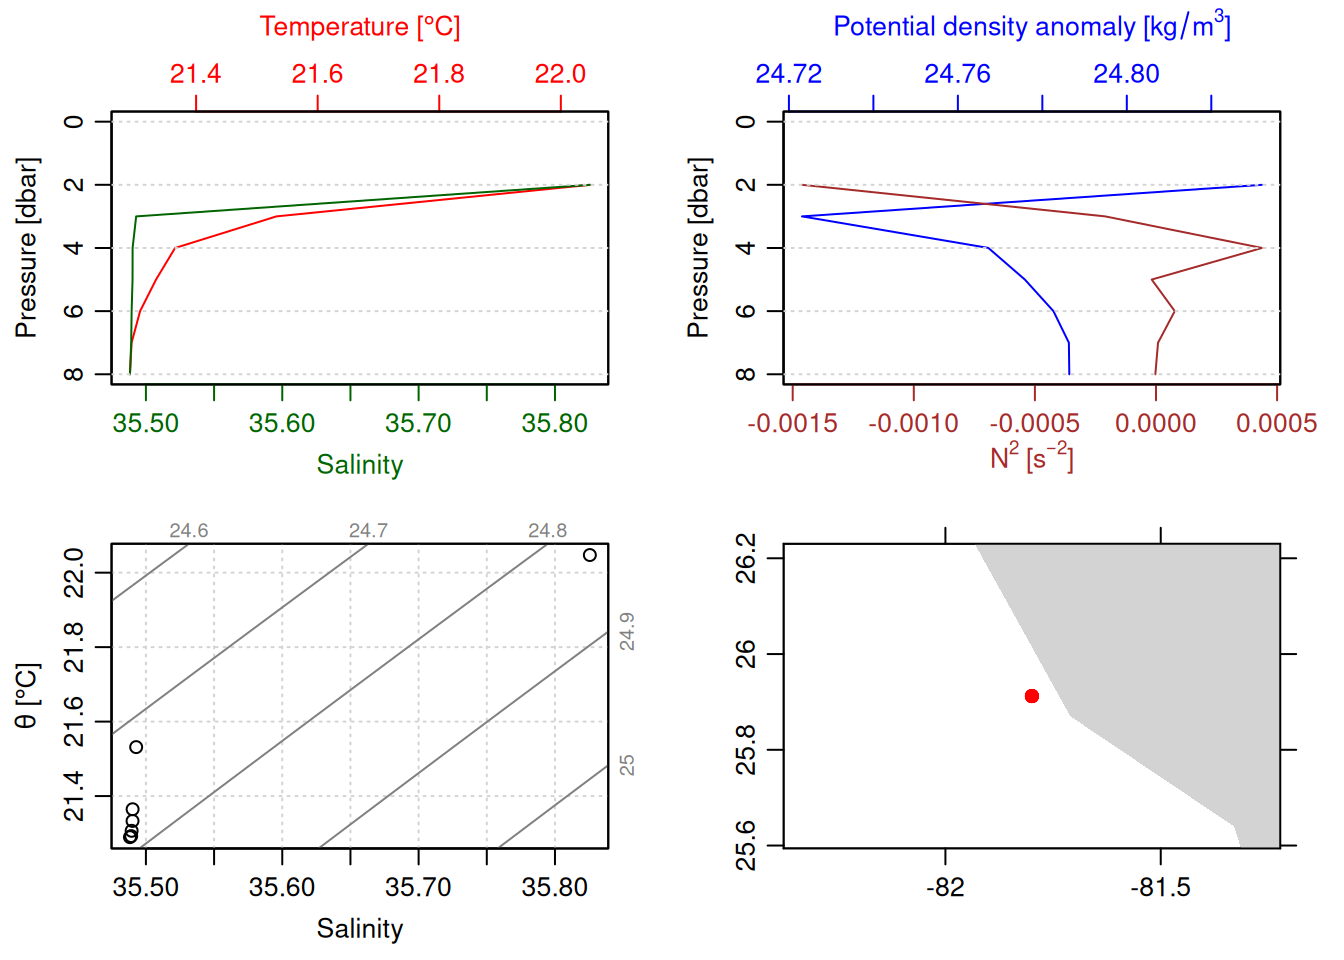 Temperature [°C]
21.4 21.6 21.8 22.0
Pressure [dbar]
0
2
4
6
8
35.50 35.60 35.70 35.80
Salinity
Potential density anomaly [kg/m³]
24.72 24.76 24.80
Pressure [dbar]
0
2
4
6
8
-0.0015 -0.0010 -0.0005 0.0000 0.0005
N² [s⁻²]
24.6 24.7 24.8
24.9
25
θ [°C]
22.0
21.8
21.6
21.4
35.50 35.60 35.70 35.80
Salinity
26.2
26
25.8
25.6
-82 -81.5